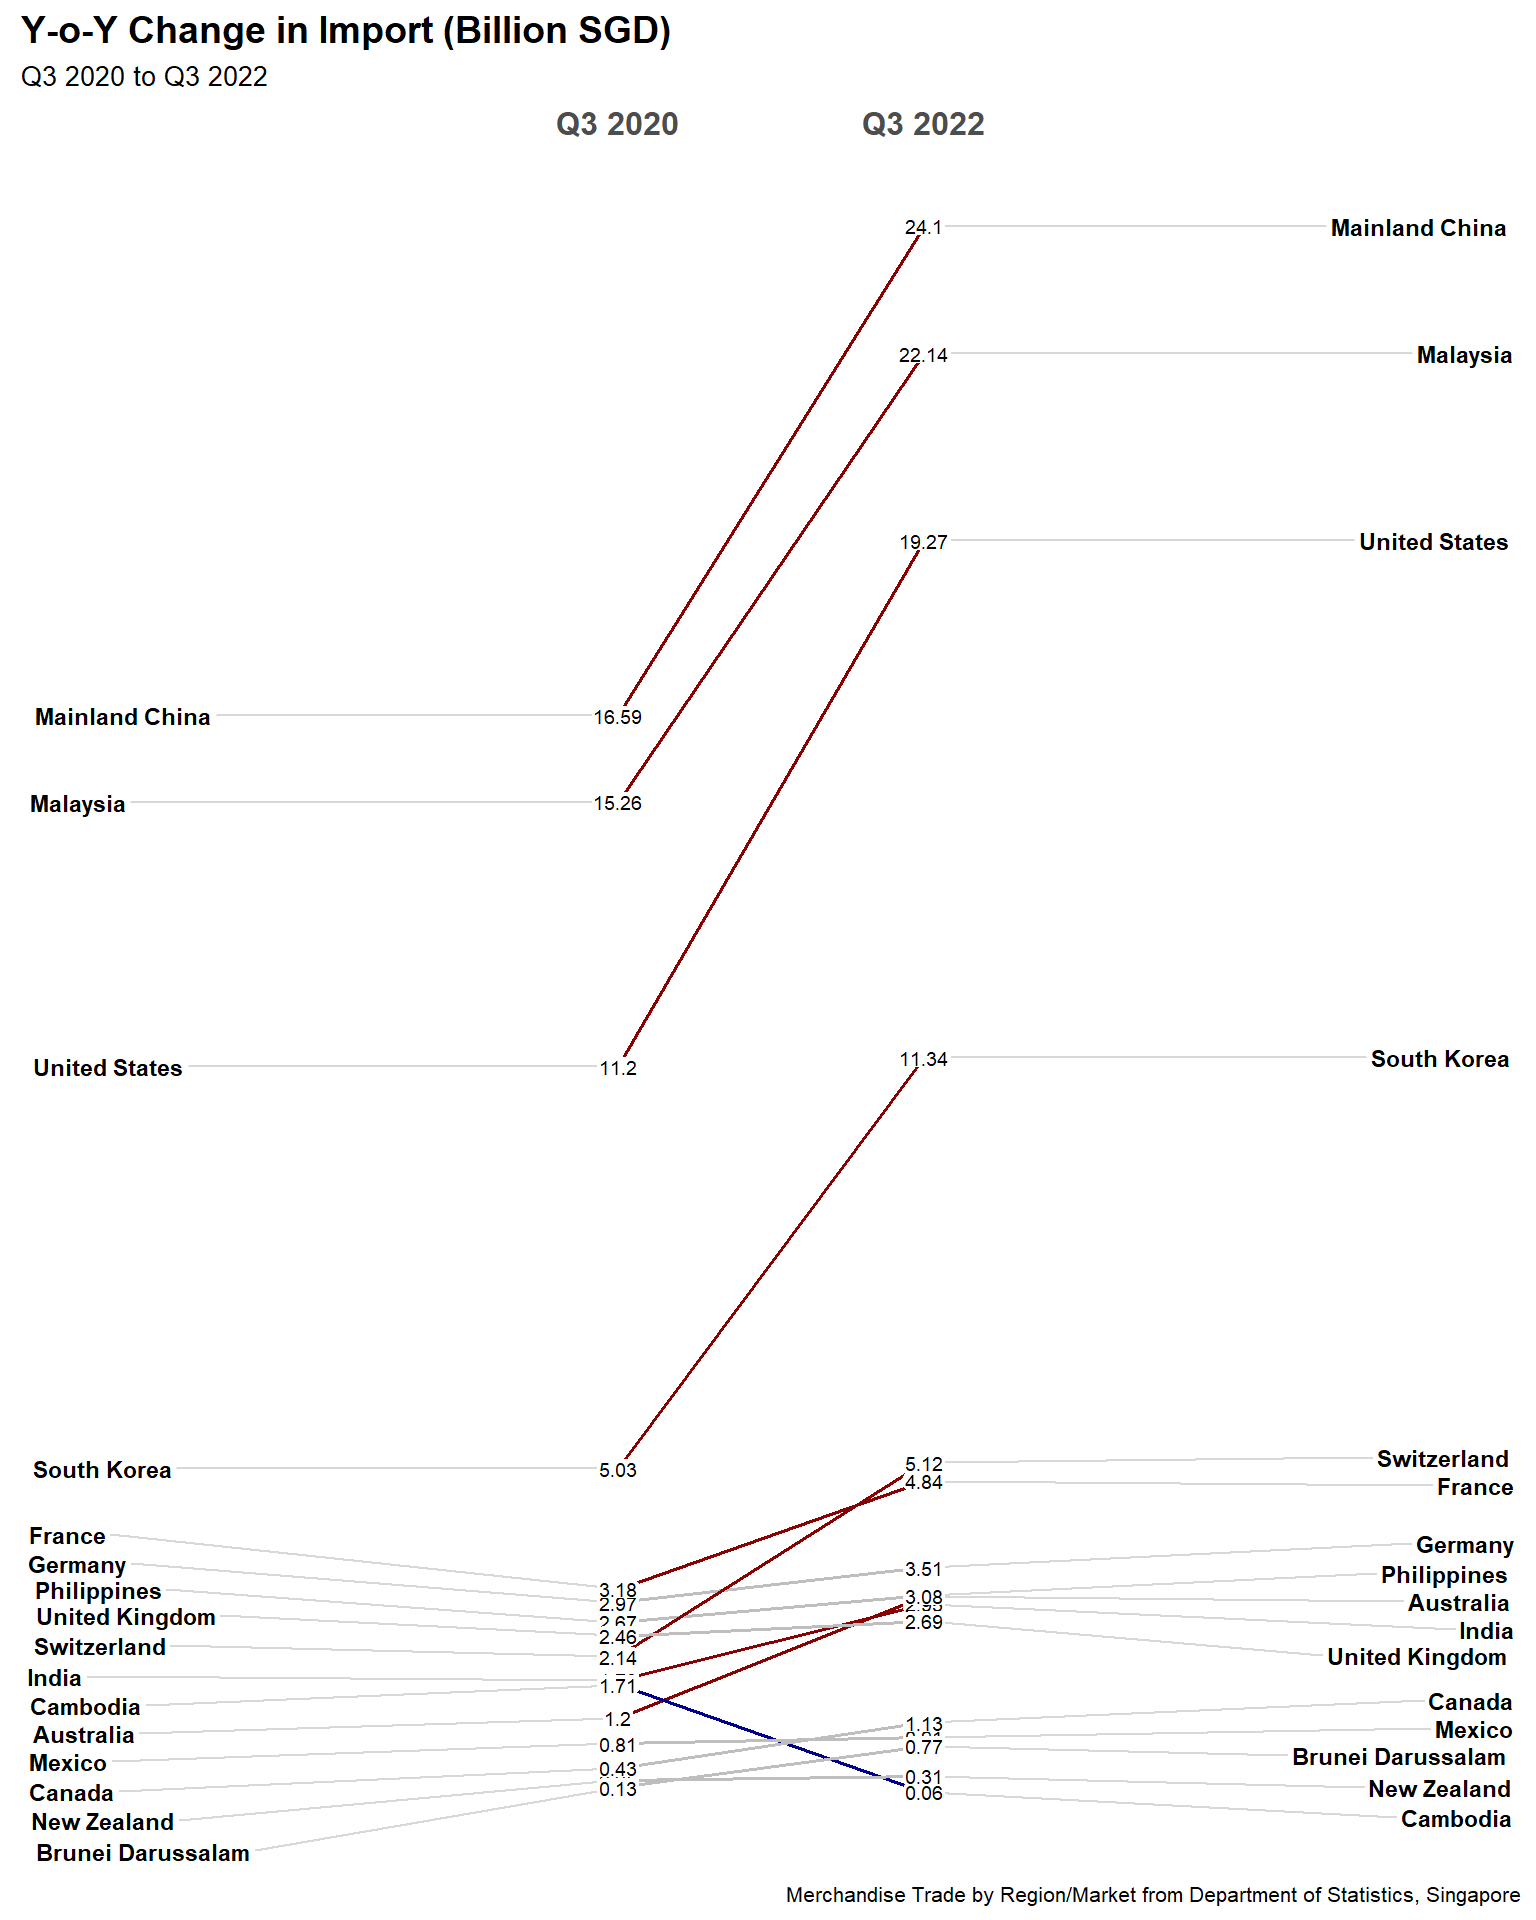 Y-o-Y Change in Import (Billion SGD)
Q3 2020 to Q3 2022
Q3 2020 Q3 2022
24.1 Mainland China
22.14 Malaysia
19.27 United States
Mainland China 16.59
Malaysia 15.26
11.34 South Korea
United States 11.2
5.12 Switzerland
South Korea 5.03
4.84 France
France 3.18
3.51 Germany
Germany 2.97
Philippines 2.67
3.08 Philippines
Australia
United Kingdom 2.46
India
2.69 United Kingdom
Switzerland 2.14
India
Cambodia 1.71
Australia 1.2
1.13 Canada
Mexico 0.81
Mexico
0.77 Brunei Darussalam
Canada 0.43
0.31 New Zealand
New Zealand
0.06 Cambodia
Brunei Darussalam 0.13
Merchandise Trade by Region/Market from Department of Statistics, Singapore